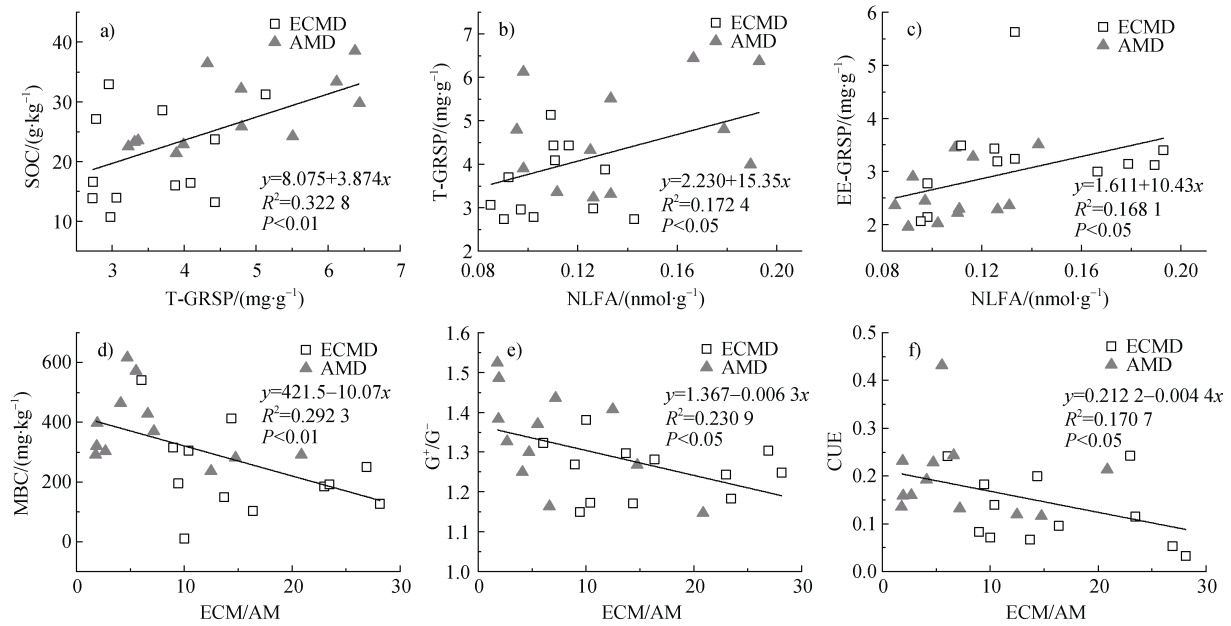 a)
ECMD
AMD
SOC/(g·kg⁻¹)
40
30
20
10
y=8.075+3.874x
R²=0.322 8
P<0.01
3
4
5
6
7
T-GRSP/(mg·g⁻¹)
b)
ECMD
AMD
T-GRSP/(mg·g⁻¹)
7
6
5
4
3
2
y=2.230+15.35x
R²=0.172 4
P<0.05
0.08
0.12
0.16
0.20
NLFA/(nmol·g⁻¹)
c)
ECMD
AMD
EE-GRSP/(mg·g⁻¹)
6
5
4
3
2
y=1.611+10.43x
R²=0.168 1
P<0.05
0.08
0.12
0.16
0.20
NLFA/(nmol·g⁻¹)
d)
ECMD
AMD
MBC/(mg·kg⁻¹)
600
400
200
0
y=421.5−10.07x
R²=0.292 3
P<0.01
0
10
20
30
ECM/AM
e)
ECMD
AMD
G⁺/G⁻
1.6
1.5
1.4
1.3
1.2
1.1
1.0
y=1.367−0.006 3x
R²=0.230 9
P<0.05
0
10
20
30
ECM/AM
f)
ECMD
AMD
CUE
0.5
0.4
0.3
0.2
0.1
0.0
y=0.212 2−0.004 4x
R²=0.170 7
P<0.05
0
10
20
30
ECM/AM